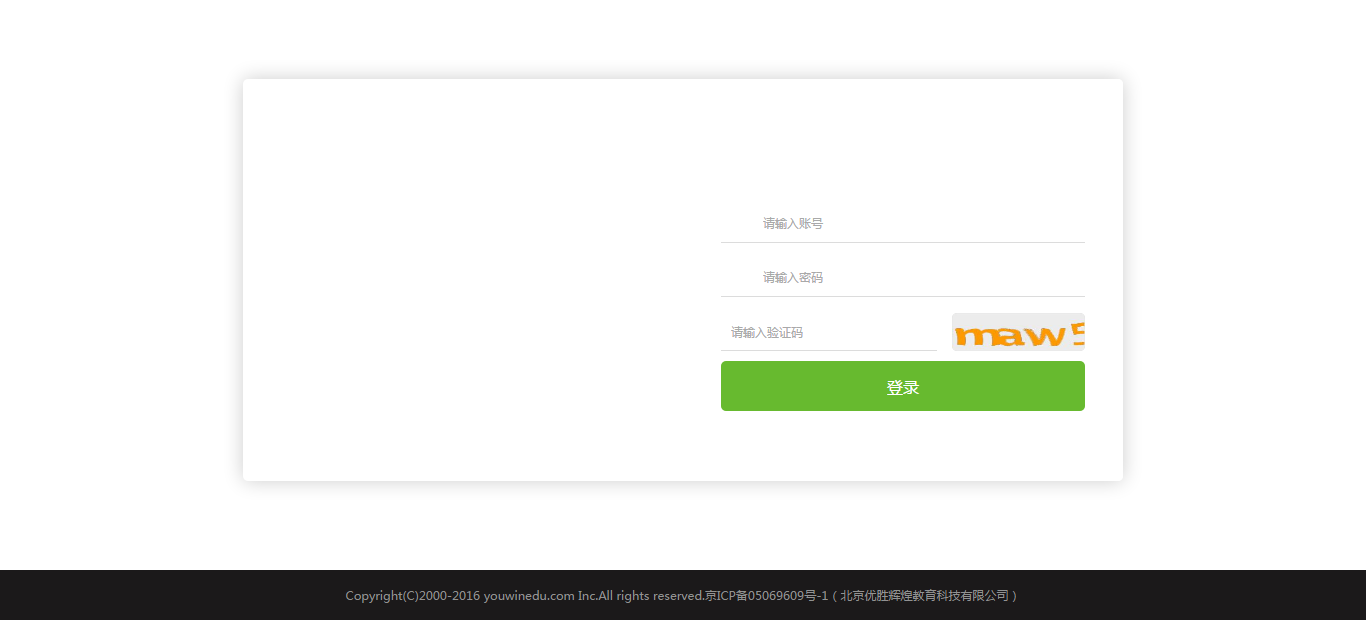 请输入账号
请输入密码
请输入验证码
maw5
登录
Copyright(C)2000-2016 youwinedu.com Inc.All rights reserved.京ICP备05069609号-1（北京优胜辉煌教育科技有限公司）